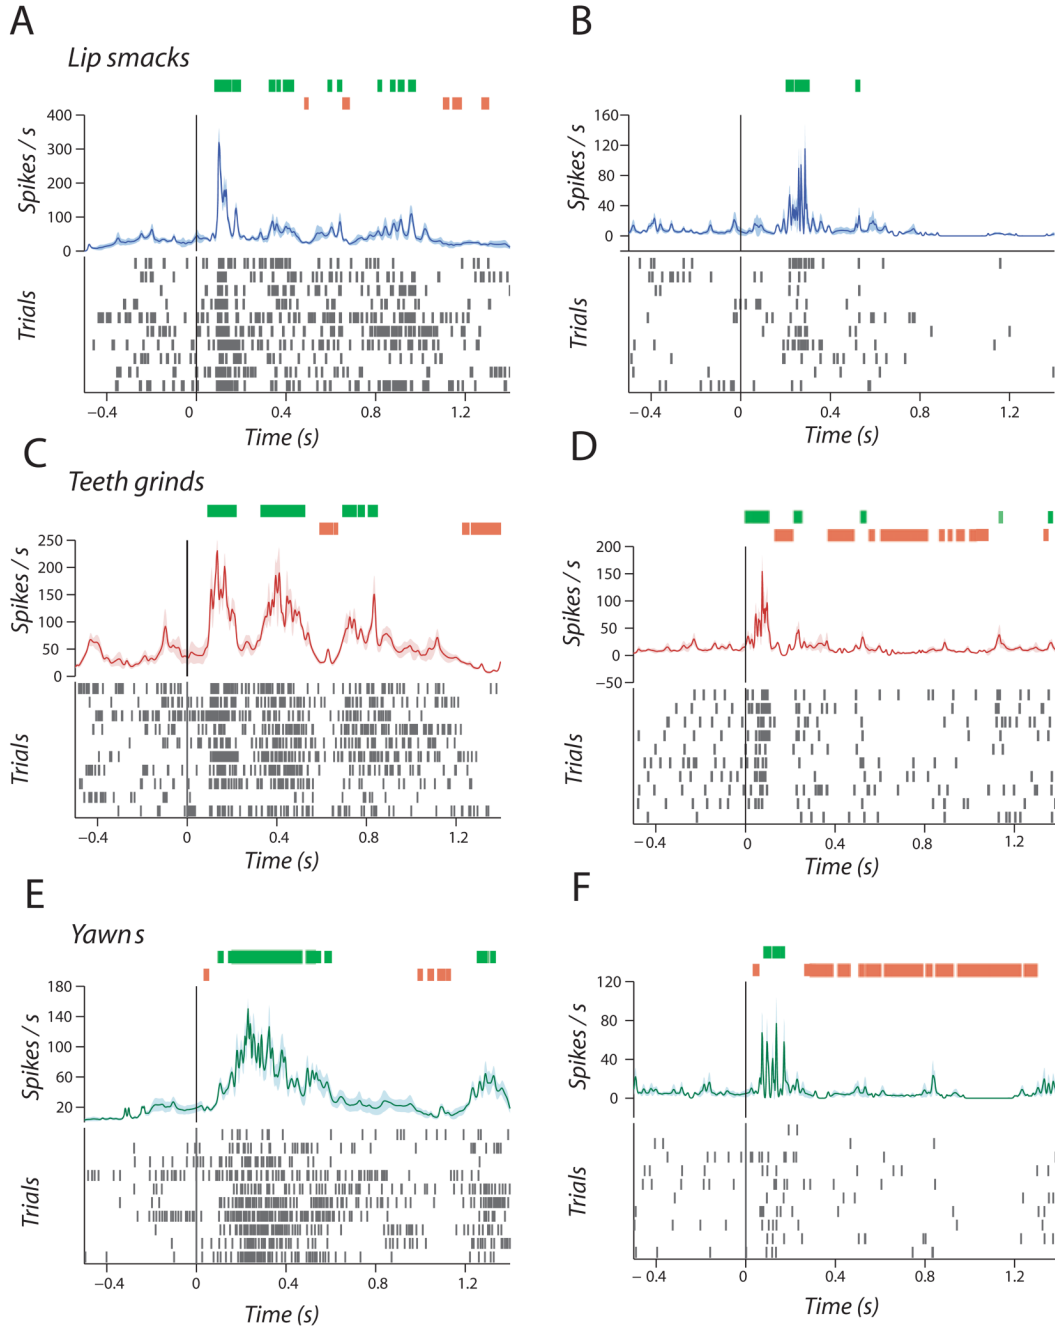 A
B
Lip smacks
Spikes / s
400
300
200
100
0
Trials
−0.4
0
0.4
0.8
1.2
Time (s)
Spikes / s
160
120
80
40
0
Trials
−0.4
0
0.4
0.8
1.2
Time (s)
C
D
Teeth grinds
Spikes / s
250
200
150
100
50
0
Trials
−0.4
0
0.4
0.8
1.2
Time (s)
Spikes / s
200
150
100
50
0
−50
Trials
−0.4
0
0.4
0.8
1.2
Time (s)
E
F
Yawns
Spikes / s
180
140
100
60
20
Trials
−0.4
0
0.4
0.8
1.2
Time (s)
Spikes / s
120
80
40
0
Trials
− 0.4
0
0.4
0.8
1.2
Time (s)